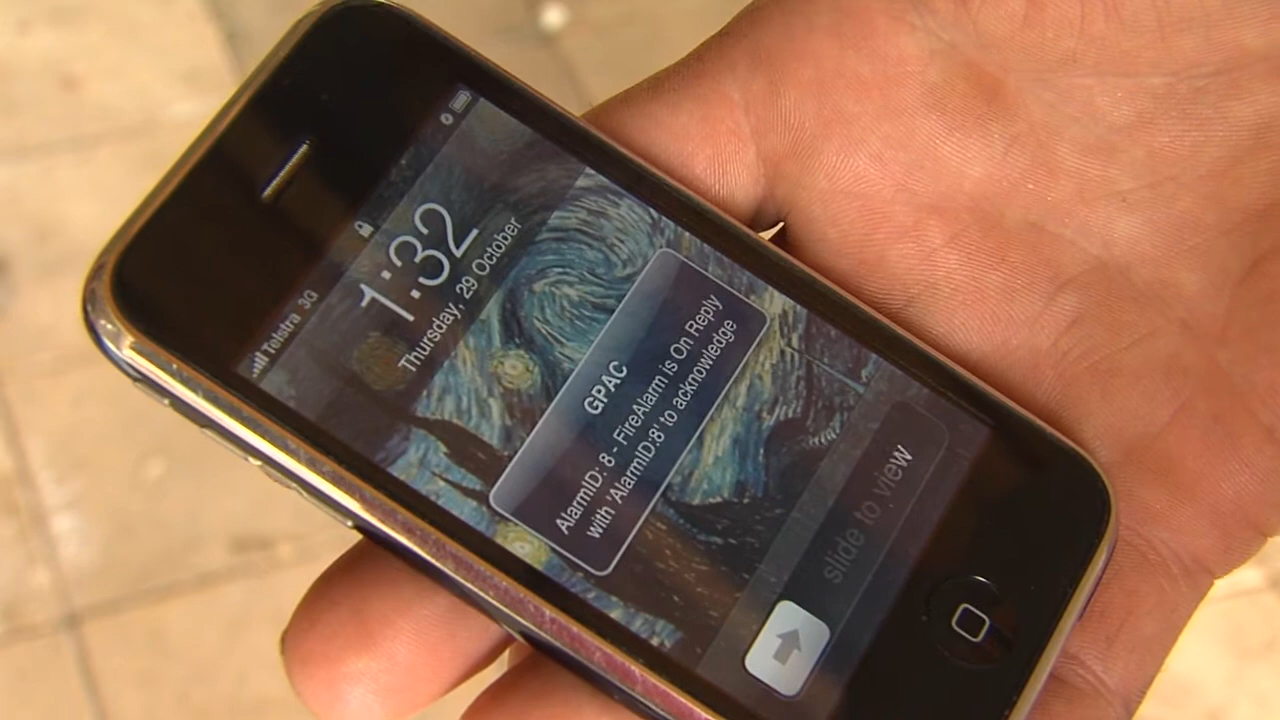 Telstra 3G
1:32
Thursday, 29 October
GPAC
AlarmID: 8 - FireAlarm is On Reply
with 'AlarmID:8' to acknowledge
slide to view